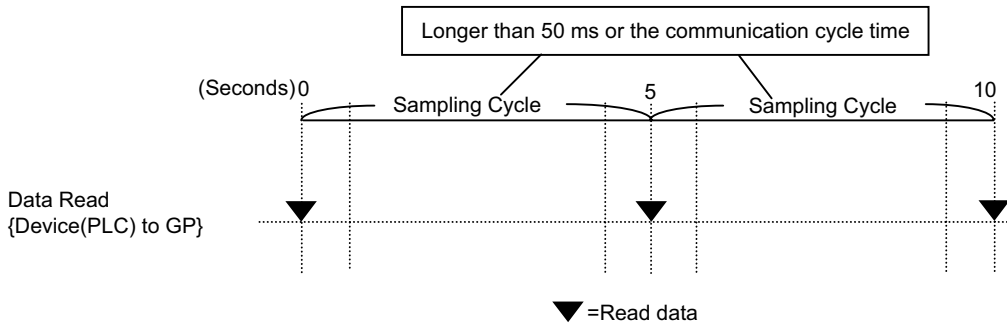 Longer than 50 ms or the communication cycle time
(Seconds) 0 5 10
Sampling Cycle Sampling Cycle
Data Read
{Device(PLC) to GP}
=Read data